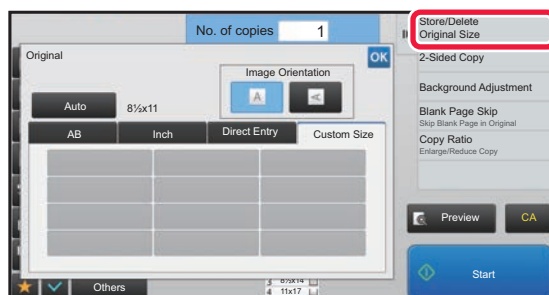 No. of copies 1
Store/Delete
Original Size
Original
OK
2-Sided Copy
Image Orientation
Background Adjustment
A
A
Auto
8½x11
Blank Page Skip
Skip Blank Page in Original
AB
Inch
Direct Entry
Custom Size
Copy Ratio
Enlarge/Reduce Copy
Preview
CA
Start
Others
3 8½x14
4 11x17